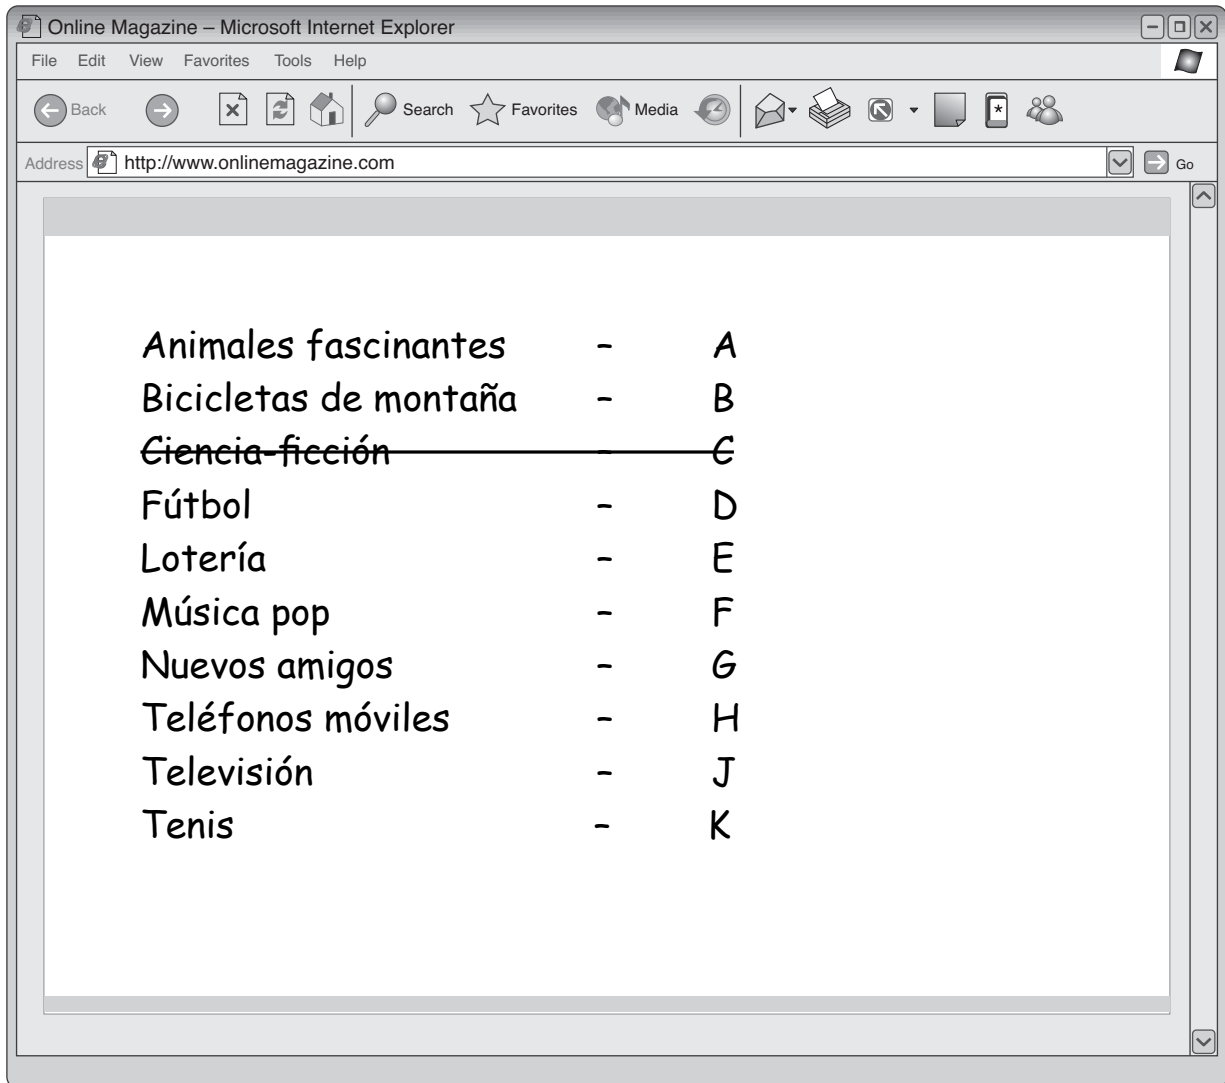 Online Magazine – Microsoft Internet Explorer
File Edit View Favorites Tools Help
Back Search Favorites Media
Address http://www.onlinemagazine.com Go
Animales fascinantes – A
Bicicletas de montaña – B
Ciencia-ficción – C
Fútbol – D
Lotería – E
Música pop – F
Nuevos amigos – G
Teléfonos móviles – H
Televisión – J
Tenis – K